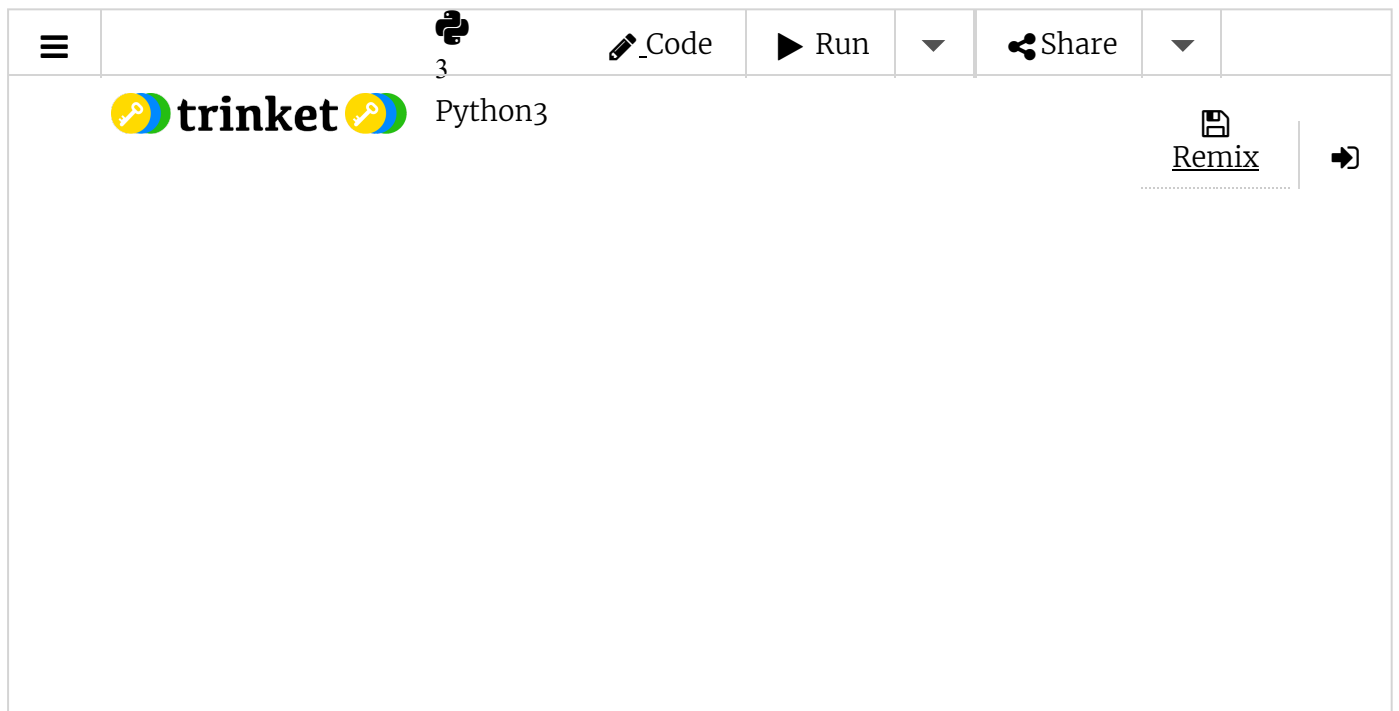 Code
Run
Share
3
trinket
Python3
Remix